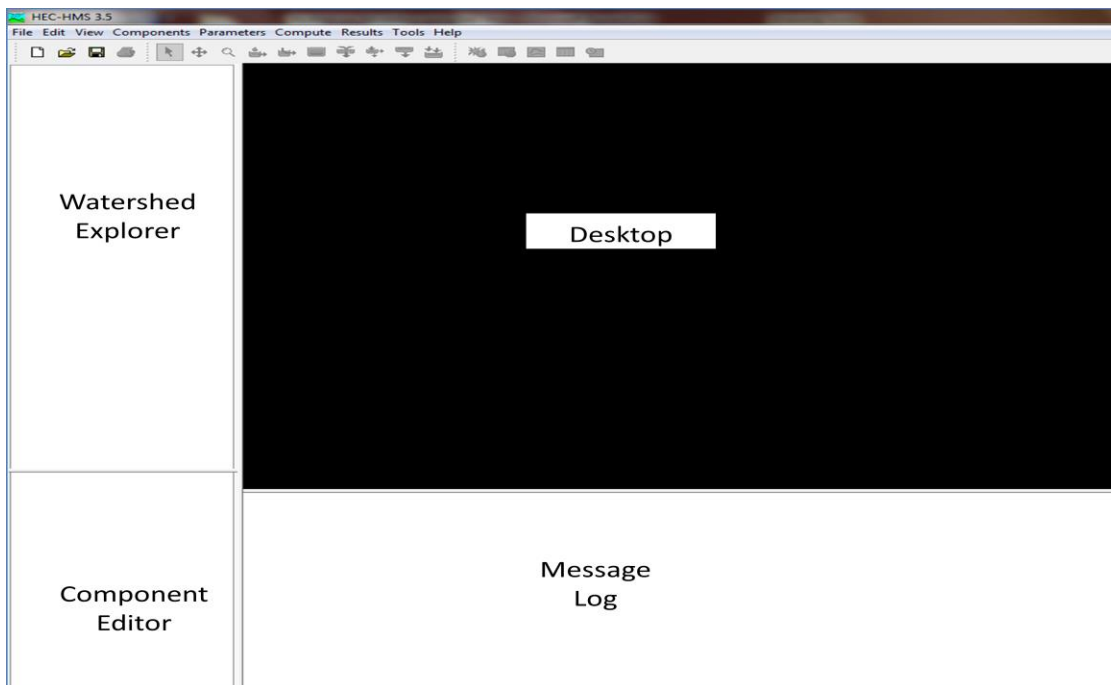 HEC-HMS 3.5
File Edit View Components Parameters Compute Results Tools Help
Watershed
Explorer
Desktop
Component
Editor
Message
Log